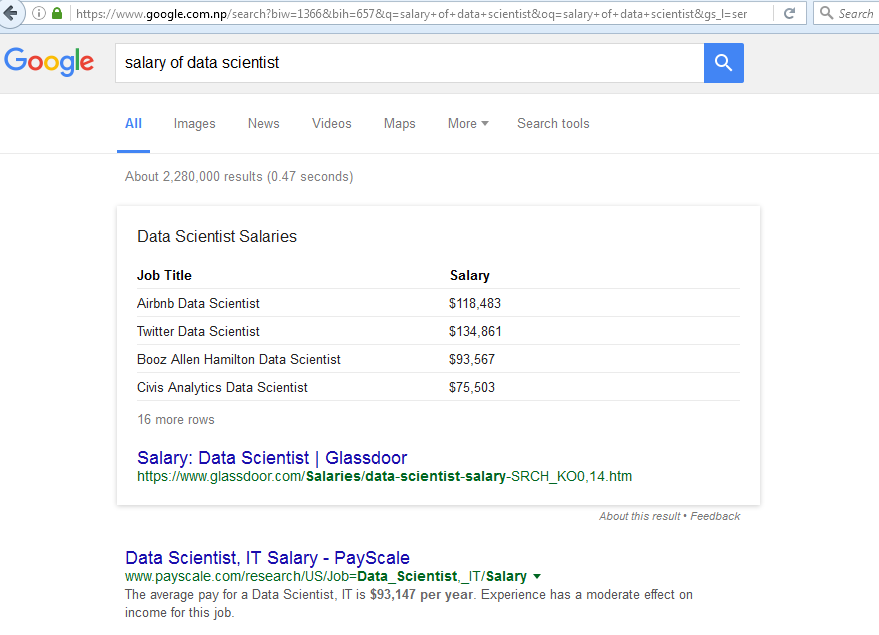 https://www.google.com.np/search?biw=1366&bih=657&q=salary+of+data+scientist&oq=salary+of+data+scientist&gs_l=ser
Search
Google
salary of data scientist
All Images News Videos Maps More Search tools
About 2,280,000 results (0.47 seconds)
Data Scientist Salaries
Job Title Salary
Airbnb Data Scientist $118,483
Twitter Data Scientist $134,861
Booz Allen Hamilton Data Scientist $93,567
Civis Analytics Data Scientist $75,503
16 more rows
Salary: Data Scientist | Glassdoor
https://www.glassdoor.com/Salaries/data-scientist-salary-SRCH_KO0,14.htm
About this result • Feedback
Data Scientist, IT Salary - PayScale
www.payscale.com/research/US/Job=Data_Scientist,_IT/Salary
The average pay for a Data Scientist, IT is $93,147 per year. Experience has a moderate effect on
income for this job.